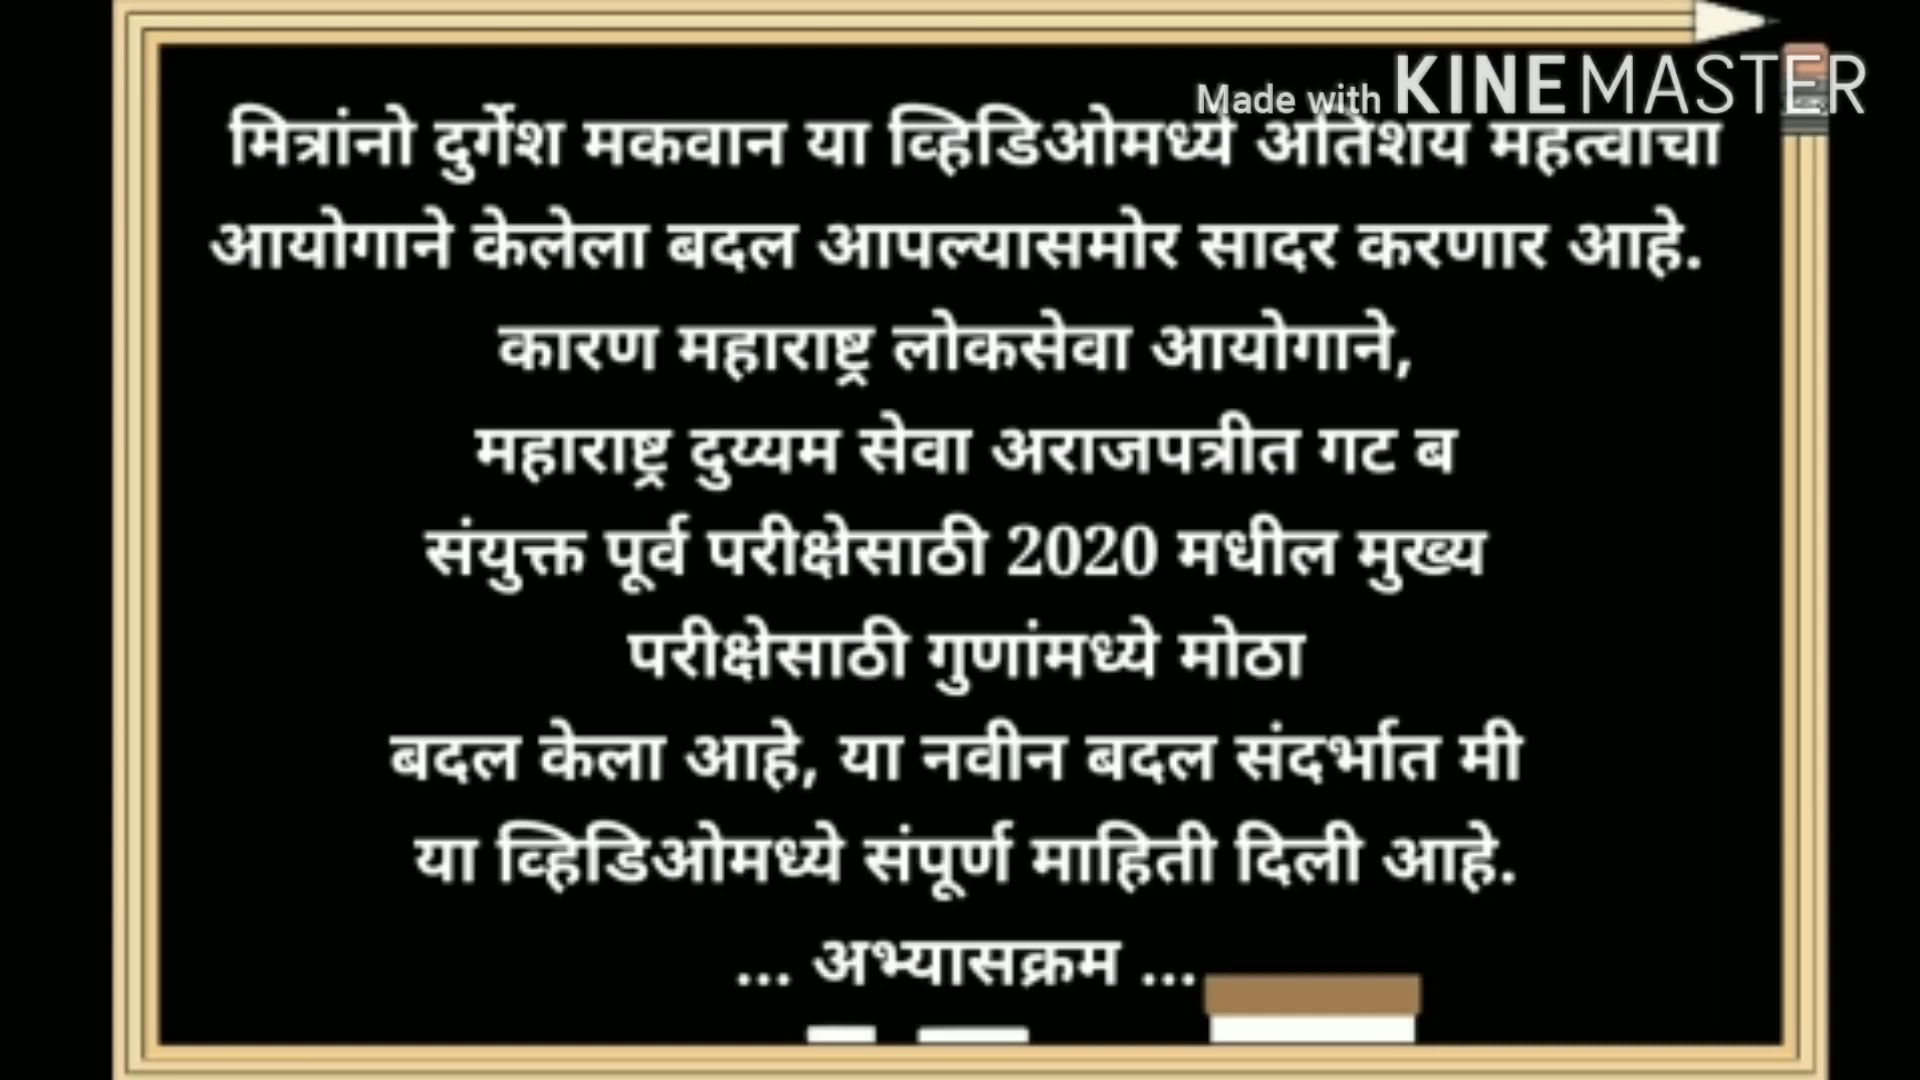 Made with KINEMASTER
मित्रांनो दुर्गेश मकवान या व्हिडिओमध्ये अतिशय महत्वाचा
आयोगाने केलेला बदल आपल्यासमोर सादर करणार आहे.
कारण महाराष्ट्र लोकसेवा आयोगाने,
महाराष्ट्र दुय्यम सेवा अराजपत्रीत गट ब
संयुक्त पूर्व परीक्षेसाठी 2020 मधील मुख्य
परीक्षेसाठी गुणांमध्ये मोठा
बदल केला आहे, या नवीन बदल संदर्भात मी
या व्हिडिओमध्ये संपूर्ण माहिती दिली आहे.
... अभ्यासक्रम ...